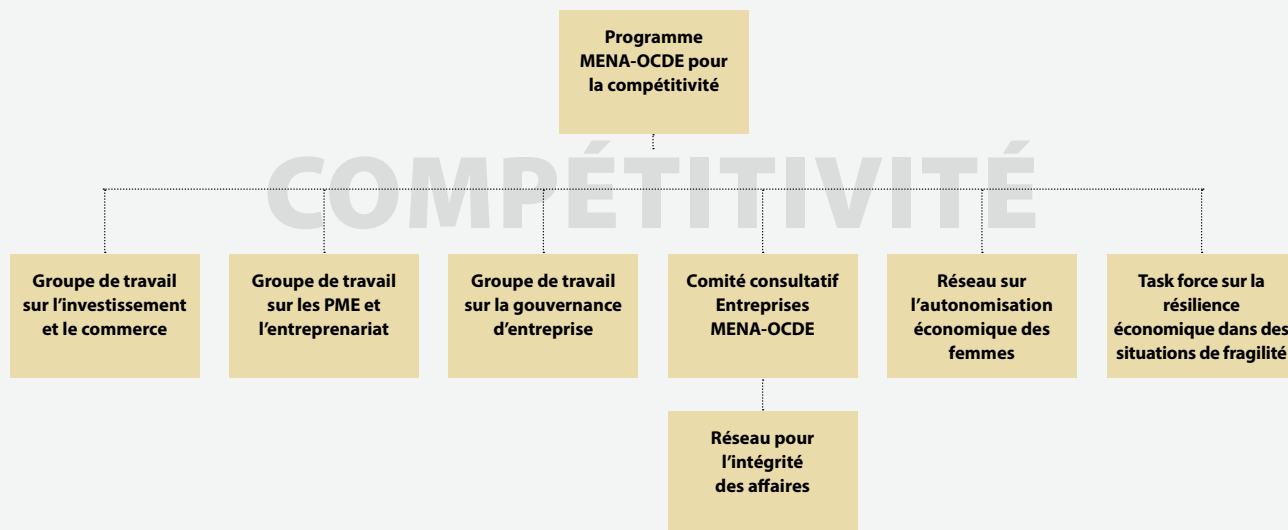 Programme
MENA-OCDE pour
la compétitivité
COMPÉTITIVITÉ
Groupe de travail
sur l'investissement
et le commerce
Groupe de travail
sur les PME et
l'entreprenariat
Groupe de travail
sur la gouvernance
d'entreprise
Comité consultatif
Entreprises
MENA-OCDE
Réseau sur
l'autonomisation
économique des
femmes
Task force sur la
résilience
économique dans des
situations de fragilité
Réseau pour
l'intégrité
des affaires